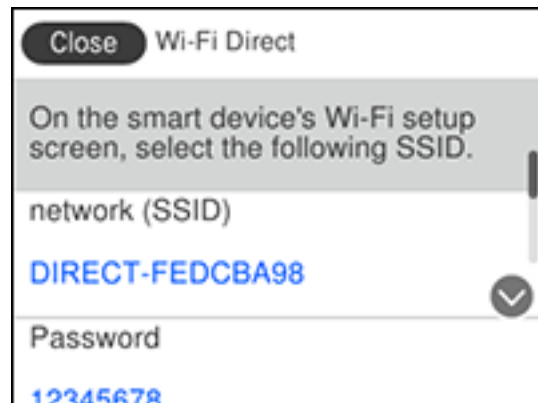 Close Wi-Fi Direct
On the smart device's Wi-Fi setup
screen, select the following SSID.
network (SSID)
DIRECT-FEDCBA98
Password
12345678